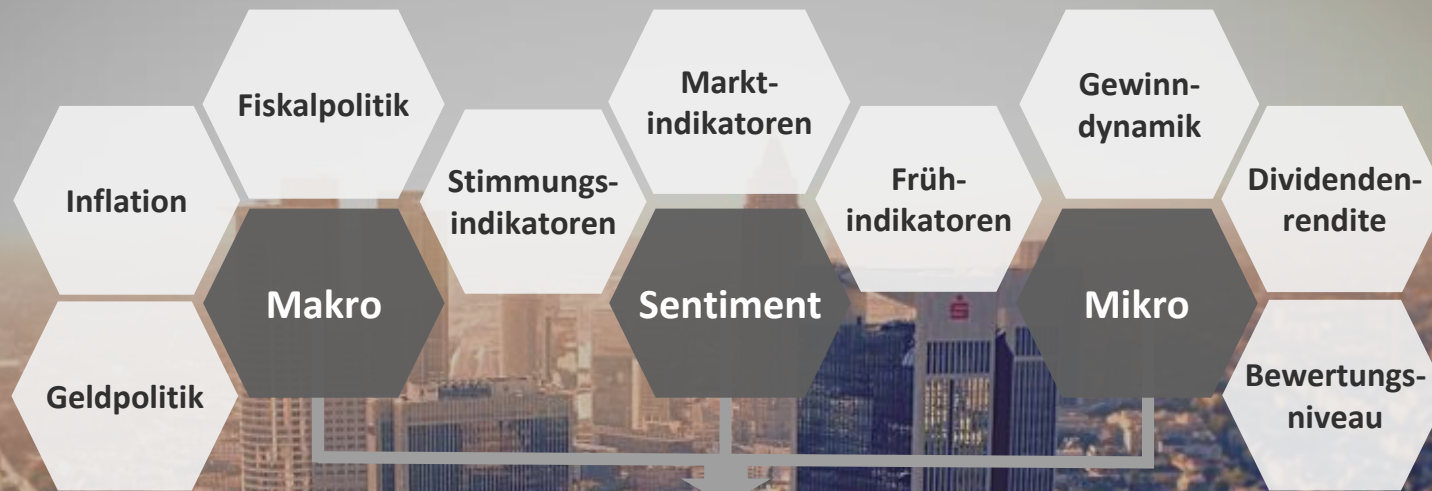 Fiskalpolitik
Inflation
Geldpolitik
Makro
Stimmungs-
indikatoren
Markt-
indikatoren
Früh-
indikatoren
Sentiment
Gewinn-
dynamik
Dividenden-
rendite
Bewertungs-
niveau
Mikro